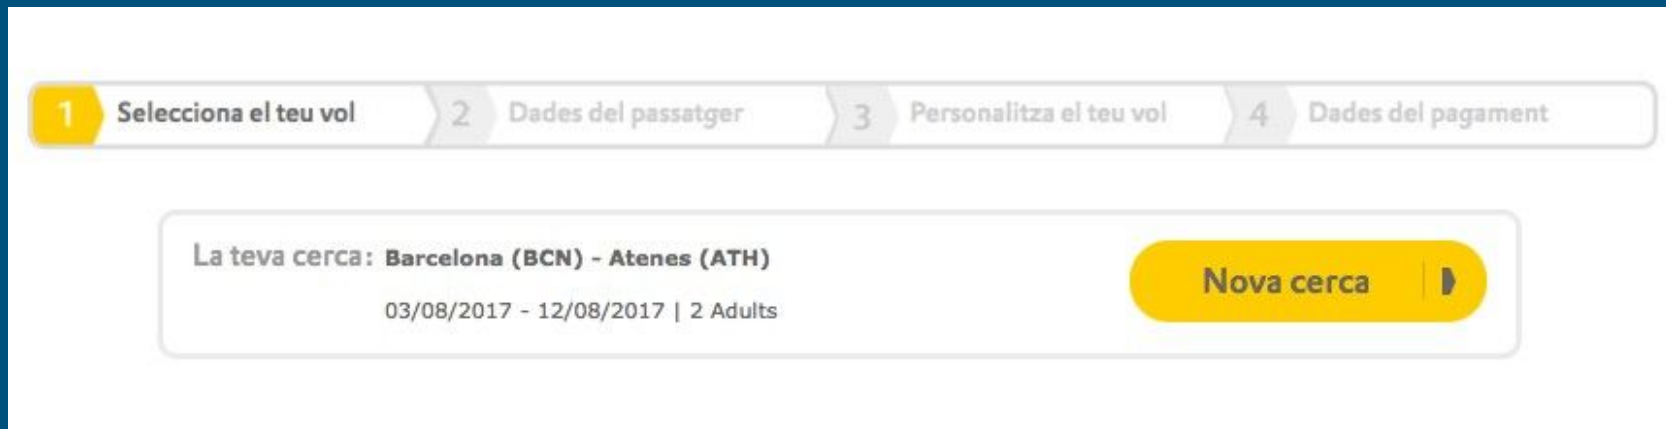 1 Selecciona el teu vol 2 Dades del passatger 3 Personalitza el teu vol 4 Dades del pagament
La teva cerca: Barcelona (BCN) - Atenes (ATH)
03/08/2017 - 12/08/2017 | 2 Adults
Nova cerca